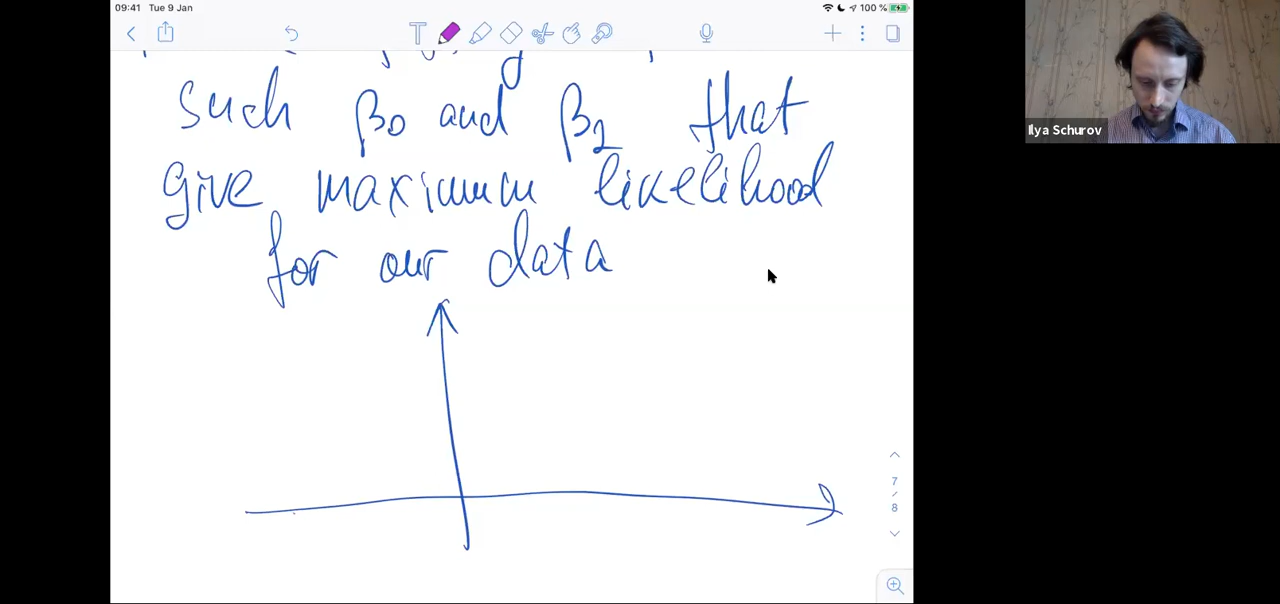 09:41 Tue 9 Jan
100 %
T
such β0 and β2 that
give maximum likelihood
for our data
7
/
8
Ilya Schurov